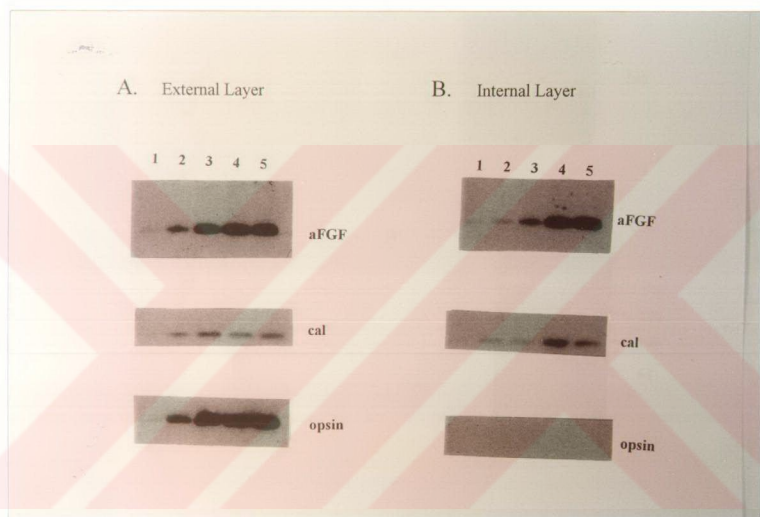 A. External Layer
1 2 3 4 5
aFGF
cal
opsin
B. Internal Layer
1 2 3 4 5
aFGF
cal
opsin